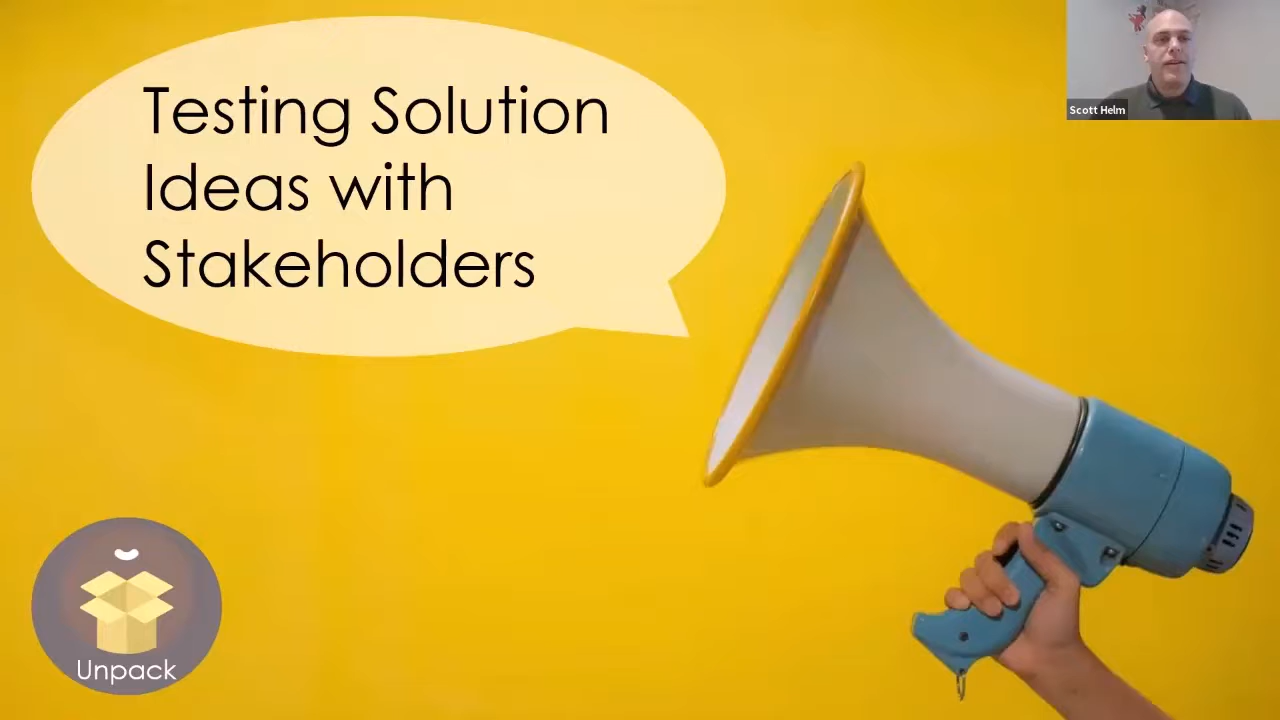 Testing Solution
Ideas with
Stakeholders
Scott Helm
Unpack